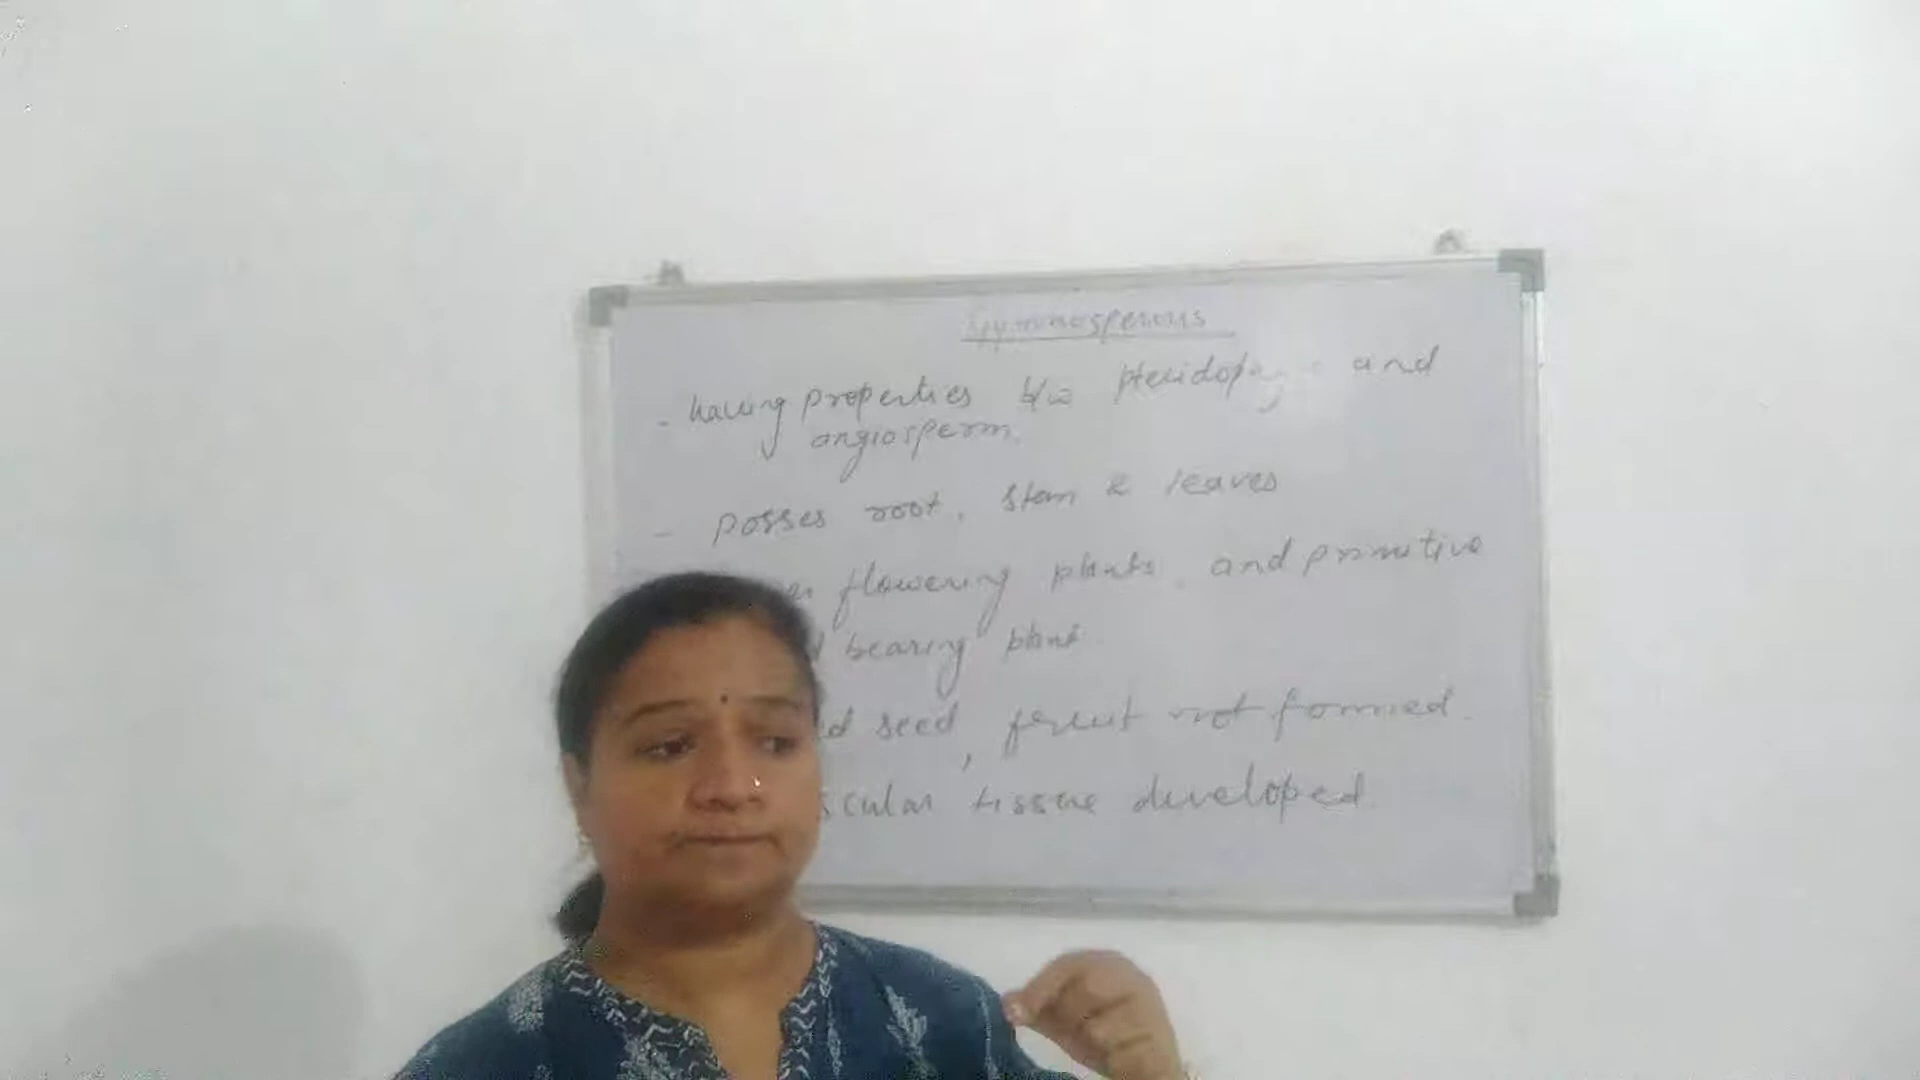 Gymnosperms
- having properties b/w and
angiosperm.
- posses root, stem & leaves
flowering plants, and primitive
bearing plant.
seed, fruit not formed.
tissue developed.